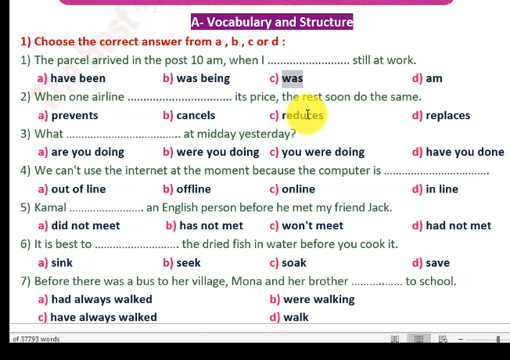 A- Vocabulary and Structure
1) Choose the correct answer from a , b , c or d :
1) The parcel arrived in the post 10 am, when I .......................... still at work.
a) have been b) was being c) was d) am
2) When one airline ................................. its price, the rest soon do the same.
a) prevents b) cancels c) reduces d) replaces
3) What .................................... at midday yesterday?
a) are you doing b) were you doing c) you were doing d) have you done
4) We can't use the internet at the moment because the computer is .................................
a) out of line b) offline c) online d) in line
5) Kamal ........................ an English person before he met my friend Jack.
a) did not meet b) has not met c) won't meet d) had not met
6) It is best to ........................... the dried fish in water before you cook it.
a) sink b) seek c) soak d) save
7) Before there was a bus to her village, Mona and her brother ................ to school.
a) had always walked b) were walking
c) have always walked d) walk
of 37793 words